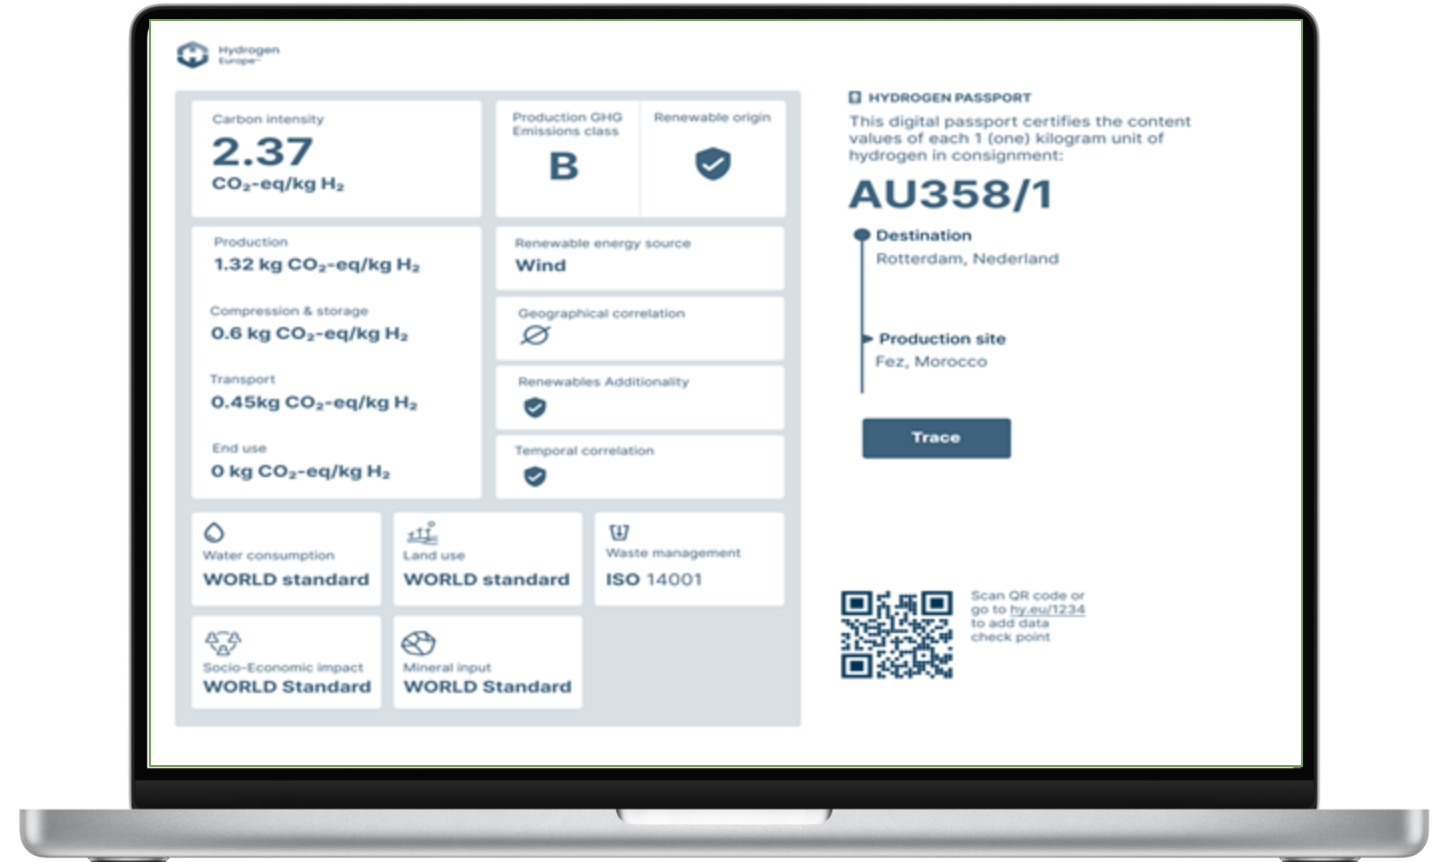 Hydrogen
Europe™
Carbon intensity
2.37
CO₂-eq/kg H₂
Production GHG
Emissions class
B
Renewable origin
Production
1.32 kg CO₂-eq/kg H₂
Compression & storage
0.6 kg CO₂-eq/kg H₂
Transport
0.45kg CO₂-eq/kg H₂
End use
0 kg CO₂-eq/kg H₂
Renewable energy source
Wind
Geographical correlation
Renewables Additionality
Temporal correlation
Water consumption
WORLD standard
Land use
WORLD standard
Waste management
ISO 14001
Socio-Economic impact
WORLD Standard
Mineral input
WORLD Standard
HYDROGEN PASSPORT
This digital passport certifies the content
values of each 1 (one) kilogram unit of
hydrogen in consignment:
AU358/1
Destination
Rotterdam, Nederland
Production site
Fez, Morocco
Trace
Scan QR code or
go to hy.eu/1234
to add data
check point